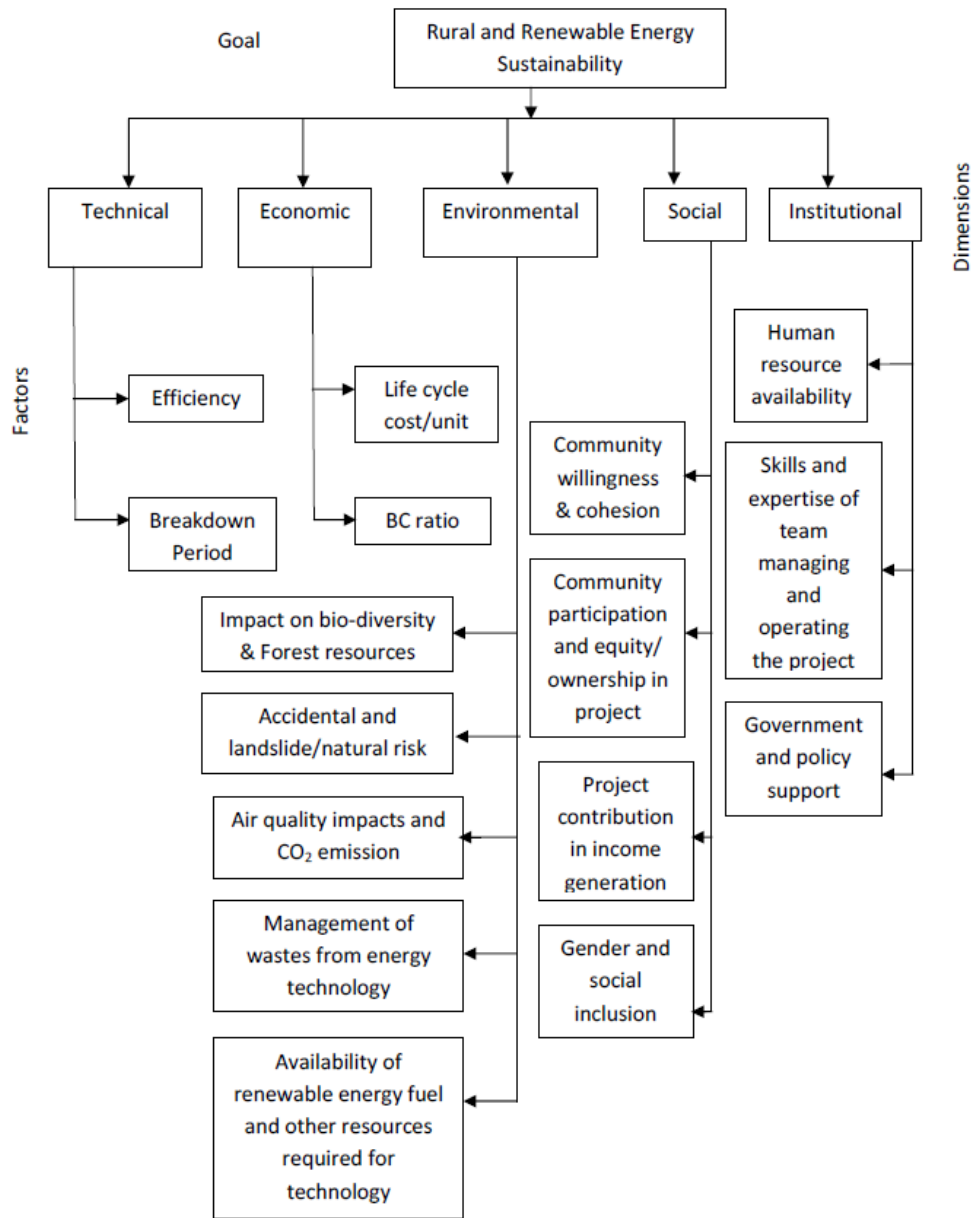 Goal
Rural and Renewable Energy
Sustainability
Technical
Economic
Environmental
Social
Institutional
Dimensions
Factors
Efficiency
Breakdown
Period
Life cycle
cost/unit
BC ratio
Impact on bio-diversity
& Forest resources
Accidental and
landslide/natural risk
Air quality impacts and
CO₂ emission
Management of
wastes from energy
technology
Availability of
renewable energy fuel
and other resources
required for
technology
Community
willingness
& cohesion
Community
participation
and equity/
ownership in
project
Project
contribution
in income
generation
Gender and
social
inclusion
Human
resource
availability
Skills and
expertise of
team
managing
and
operating
the project
Government
and policy
support